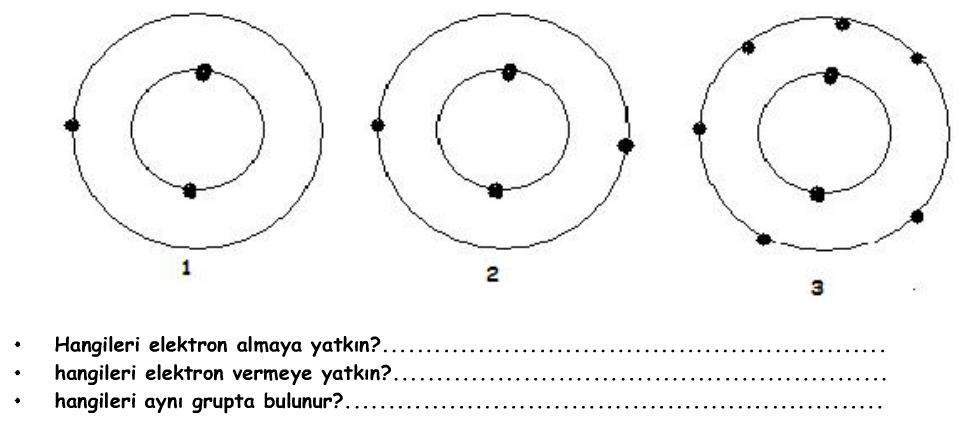 1 2 3
• Hangileri elektron almaya yatkın?.........................................................
• hangileri elektron vermeye yatkın?........................................................
• hangileri aynı grupta bulunur?.............................................................